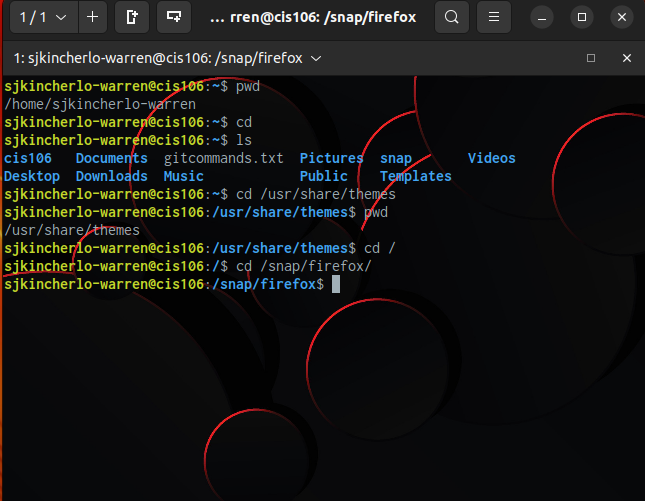 1 / 1 ... rren@cis106: /snap/firefox
1: sjkincherlo-warren@cis106: /snap/firefox
sjkincherlo-warren@cis106:~$ pwd
/home/sjkincherlo-warren
sjkincherlo-warren@cis106:~$ cd
sjkincherlo-warren@cis106:~$ ls
cis106 Documents gitcommands.txt Pictures snap Videos
Desktop Downloads Music Public Templates
sjkincherlo-warren@cis106:~$ cd /usr/share/themes
sjkincherlo-warren@cis106:/usr/share/themes$ pwd
/usr/share/themes
sjkincherlo-warren@cis106:/usr/share/themes$ cd /
sjkincherlo-warren@cis106:/$ cd /snap/firefox/
sjkincherlo-warren@cis106:/snap/firefox$